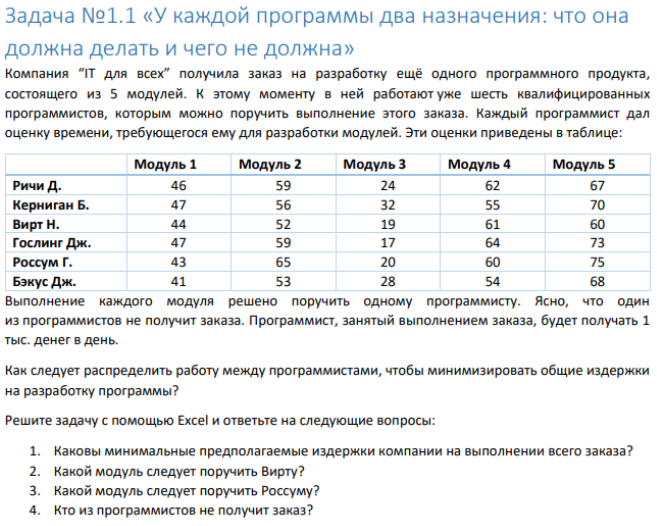 Задача №1.1 «У каждой программы два назначения: что она
должна делать и чего не должна»
Компания “IT для всех” получила заказ на разработку ещё одного программного продукта,
состоящего из 5 модулей. К этому моменту в ней работают уже шесть квалифицированных
программистов, которым можно поручить выполнение этого заказа. Каждый программист дал
оценку времени, требующегося ему для разработки модулей. Эти оценки приведены в таблице:
Модуль 1 Модуль 2 Модуль 3 Модуль 4 Модуль 5
Ричи Д. 46 59 24 62 67
Керниган Б. 47 56 32 55 70
Вирт Н. 44 52 19 61 60
Гослинг Дж. 47 59 17 64 73
Россум Г. 43 65 20 60 75
Бэкус Дж. 41 53 28 54 68
Выполнение каждого модуля решено поручить одному программисту. Ясно, что один
из программистов не получит заказа. Программист, занятый выполнением заказа, будет получать 1
тыс. денег в день.
Как следует распределить работу между программистами, чтобы минимизировать общие издержки
на разработку программы?
Решите задачу с помощью Excel и ответьте на следующие вопросы:
1. Каковы минимальные предполагаемые издержки компании на выполнении всего заказа?
2. Какой модуль следует поручить Вирту?
3. Какой модуль следует поручить Россуму?
4. Кто из программистов не получит заказ?